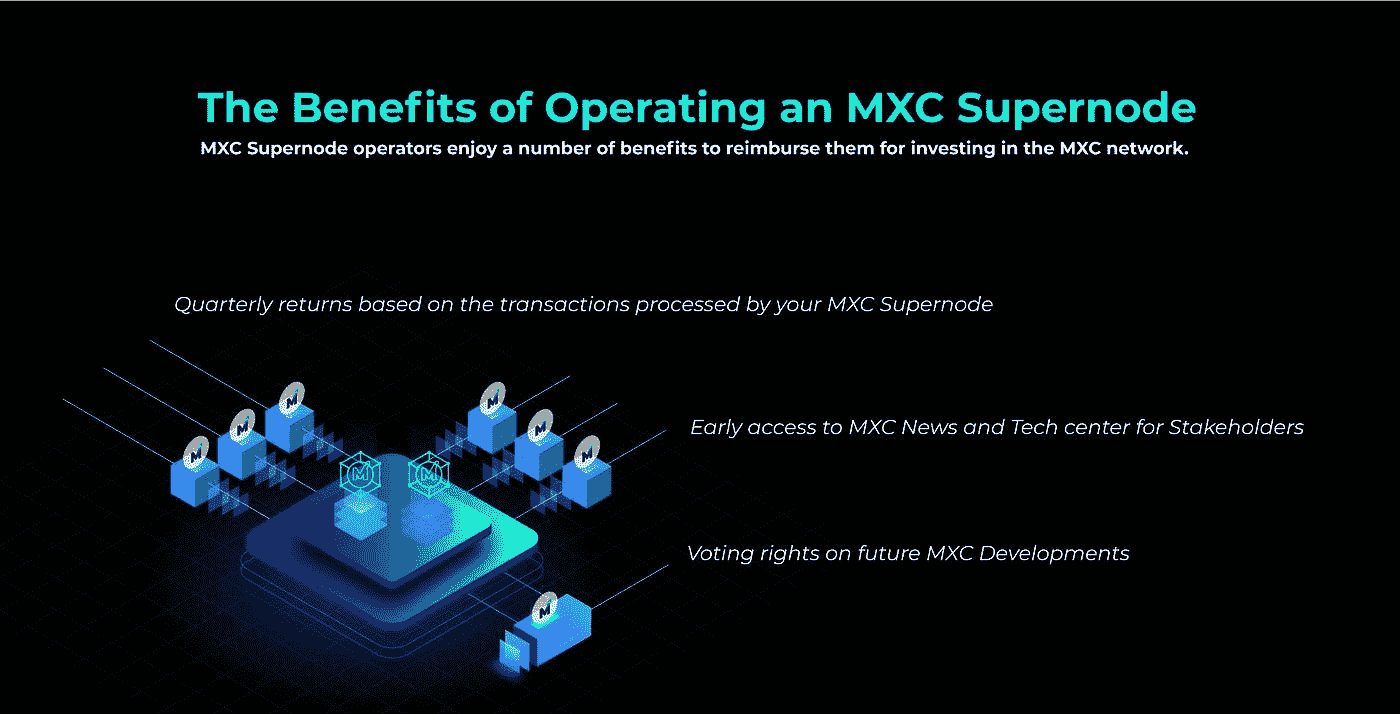 The Benefits of Operating an MXC Supernode
MXC Supernode operators enjoy a number of benefits to reimburse them for investing in the MXC network.
Quarterly returns based on the transactions processed by your MXC Supernode
Early access to MXC News and Tech center for Stakeholders
Voting rights on future MXC Developments